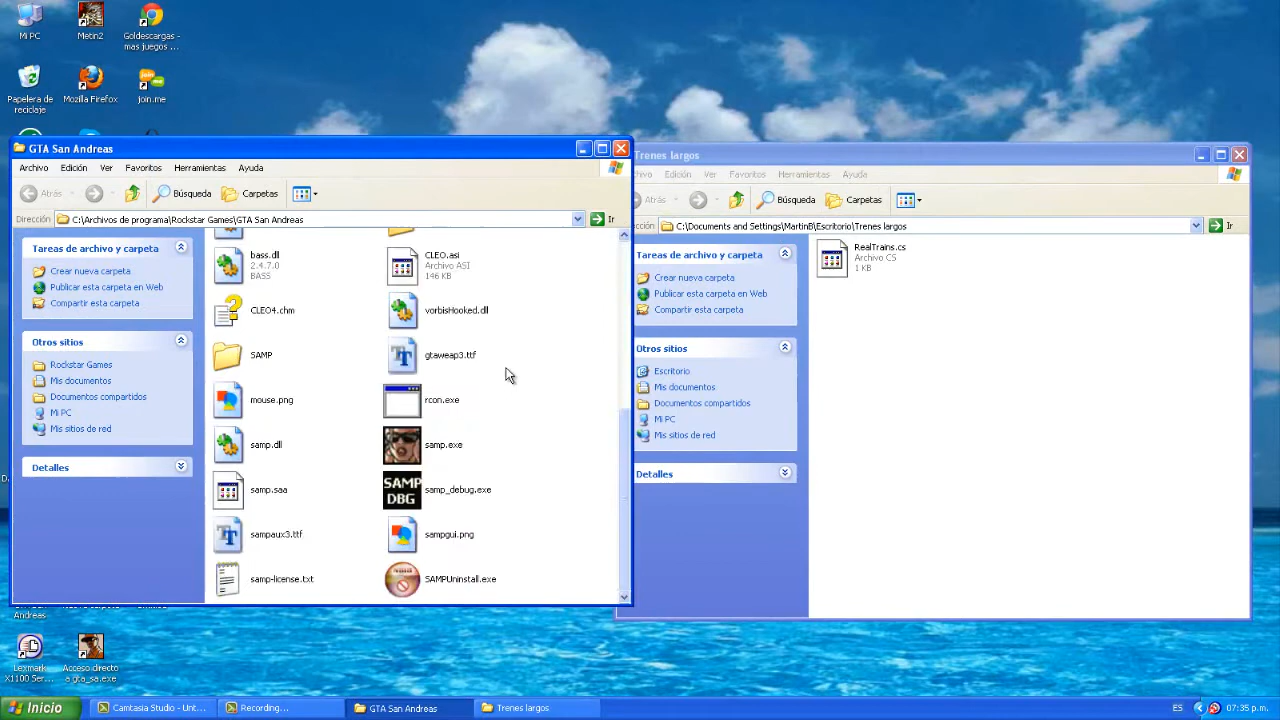 Mi PC
Metin2
Goldescargas -
mas juegos ...
Papelera de
reciclaje
Mozilla Firefox
join.me
GTA San Andreas
Archivo
Edición
Ver
Favoritos
Herramientas
Ayuda
Atrás
Búsqueda
Carpetas
Dirección
C:\Archivos de programa\Rockstar Games\GTA San Andreas
Ir
Tareas de archivo y carpeta
Crear nueva carpeta
Publicar esta carpeta en Web
Compartir esta carpeta
Otros sitios
Rockstar Games
Mis documentos
Documentos compartidos
Mi PC
Mis sitios de red
Detalles
bass.dll
2.4.7.0
BASS
CLEO.asi
Archivo ASI
146 KB
CLEO4.chm
vorbisHooked.dll
SAMP
gtaweap3.ttf
mouse.png
rcon.exe
samp.dll
samp.exe
samp.saa
SAMP
DBG
samp_debug.exe
sampaux3.ttf
sampgui.png
samp-license.txt
SAMPUninstall.exe
Trenes largos
ivo
Edición
Ver
Favoritos
Herramientas
Ayuda
Atrás
Búsqueda
Carpetas
cción
C:\Documents and Settings\MartinB\Escritorio\Trenes largos
Ir
Tareas de archivo y carpeta
Crear nueva carpeta
Publicar esta carpeta en Web
Compartir esta carpeta
Otros sitios
Escritorio
Mis documentos
Documentos compartidos
Mi PC
Mis sitios de red
Detalles
RealTrains.cs
Archivo CS
1 KB
Andreas
Lexmark
X1100 Ser...
Acceso directo
a gta_sa.exe
Inicio
Camtasia Studio - Unt...
Recording...
GTA San Andreas
Trenes largos
ES
07:35 p.m.